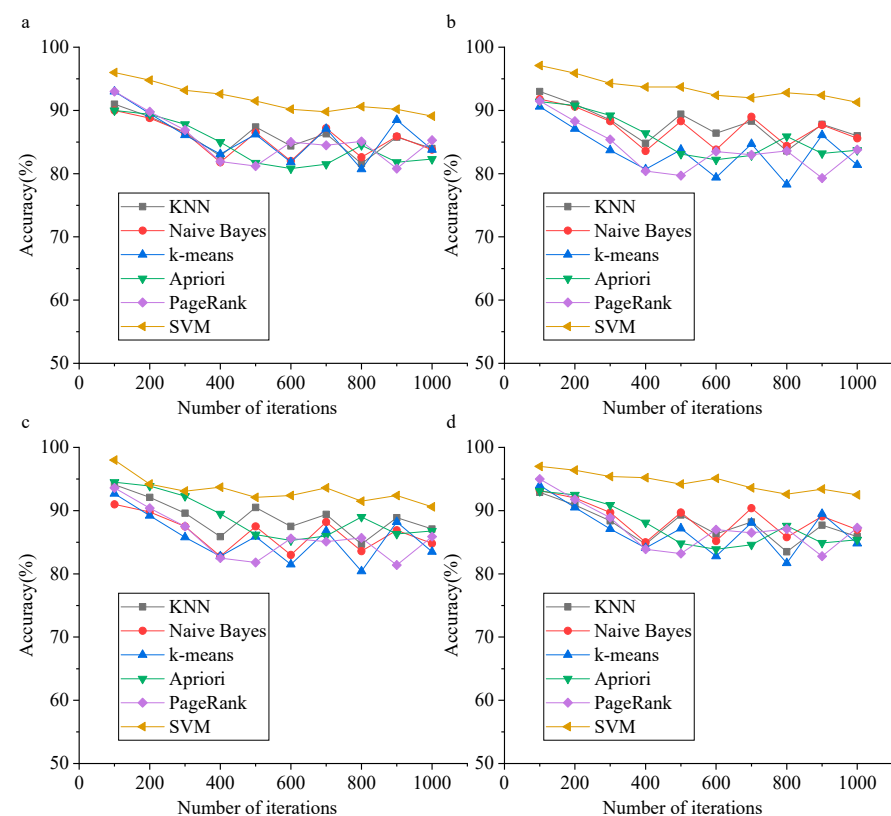 a
100
90
80
70
60
50
Accuracy(%)
KNN
Naive Bayes
k-means
Apriori
PageRank
SVM
0
200
400
600
800
1000
Number of iterations
b
100
90
80
70
60
50
Accuracy(%)
KNN
Naive Bayes
k-means
Apriori
PageRank
SVM
0
200
400
600
800
1000
Number of iterations
c
100
90
80
70
60
50
Accuracy(%)
KNN
Naive Bayes
k-means
Apriori
PageRank
SVM
0
200
400
600
800
1000
Number of iterations
d
100
90
80
70
60
50
Accuracy(%)
KNN
Naive Bayes
k-means
Apriori
PageRank
SVM
0
200
400
600
800
1000
Number of iterations